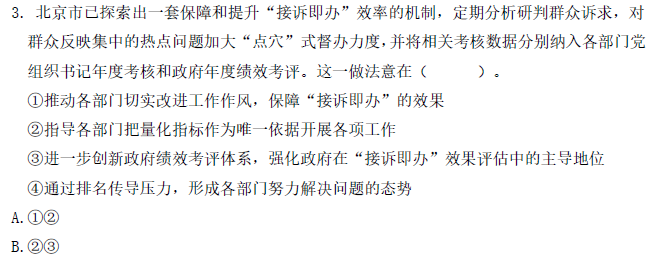 3. 北京市已探索出一套保障和提升“接诉即办”效率的机制，定期分析研判群众诉求，对
群众反映集中的热点问题加大“点穴”式督办力度，并将相关考核数据分别纳入各部门党
组织书记年度考核和政府年度绩效考评。这一做法意在（　　）。
①推动各部门切实改进工作作风，保障“接诉即办”的效果
②指导各部门把量化指标作为唯一依据开展各项工作
③进一步创新政府绩效考评体系，强化政府在“接诉即办”效果评估中的主导地位
④通过排名传导压力，形成各部门努力解决问题的态势
A.①②
B.②③